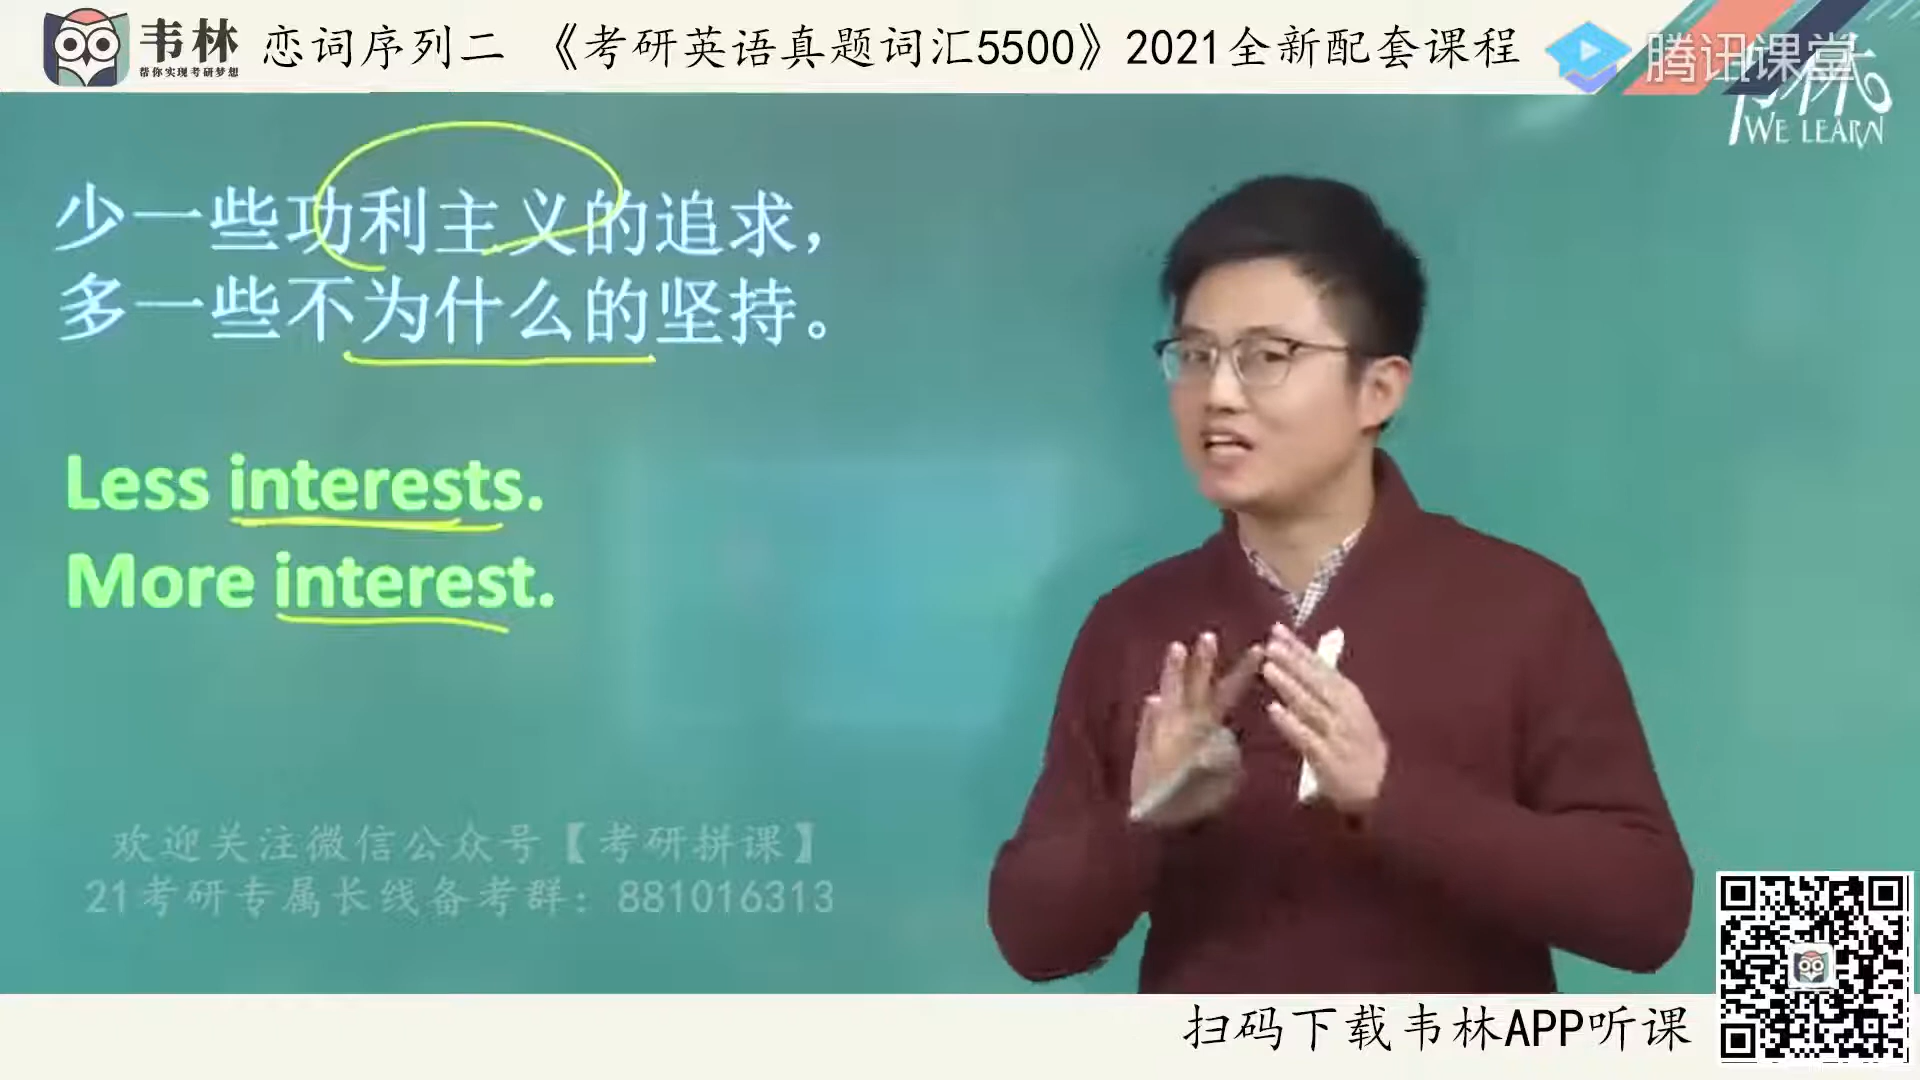 韦林
帮你实现考研梦想
恋词序列二 《考研英语真题词汇5500》2021全新配套课程
腾讯课堂
韦林
WE LEARN
少一些功利主义的追求，
多一些不为什么的坚持。
Less interests.
More interest.
欢迎关注微信公众号【考研拼课】
21考研专属长线备考群：881016313
扫码下载韦林APP听课